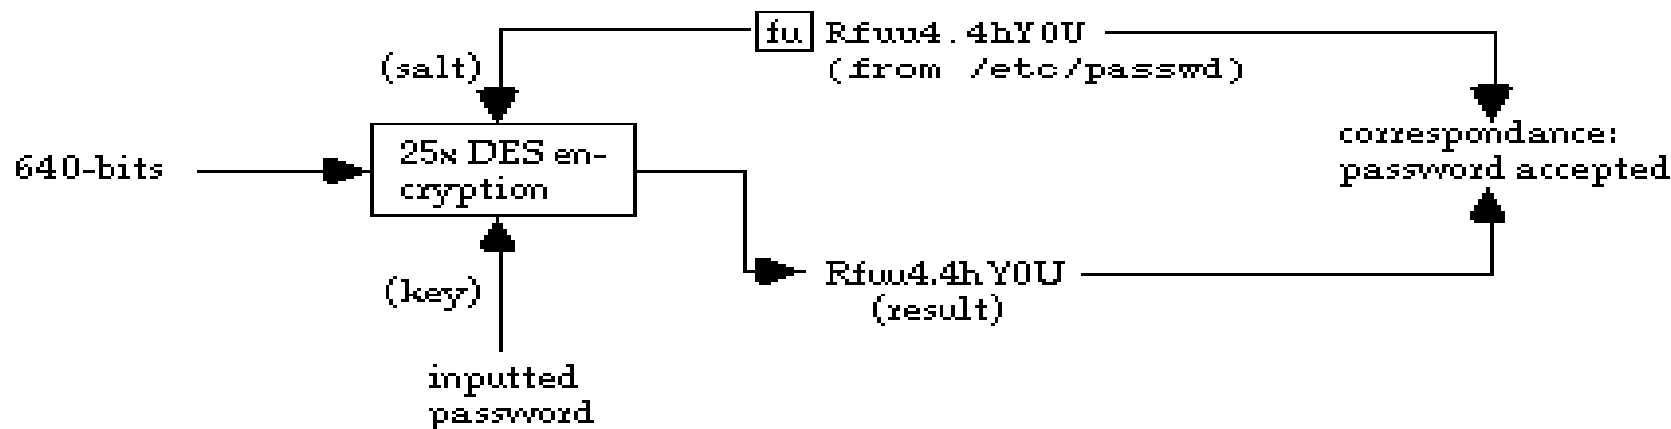 fu Rfuu4.4hY0U
(from /etc/passwd)
(salt)
640-bits
25x DES en-
cryption
correspondance:
password accepted
Rfuu4.4hY0U
(result)
(key)
inputted
password